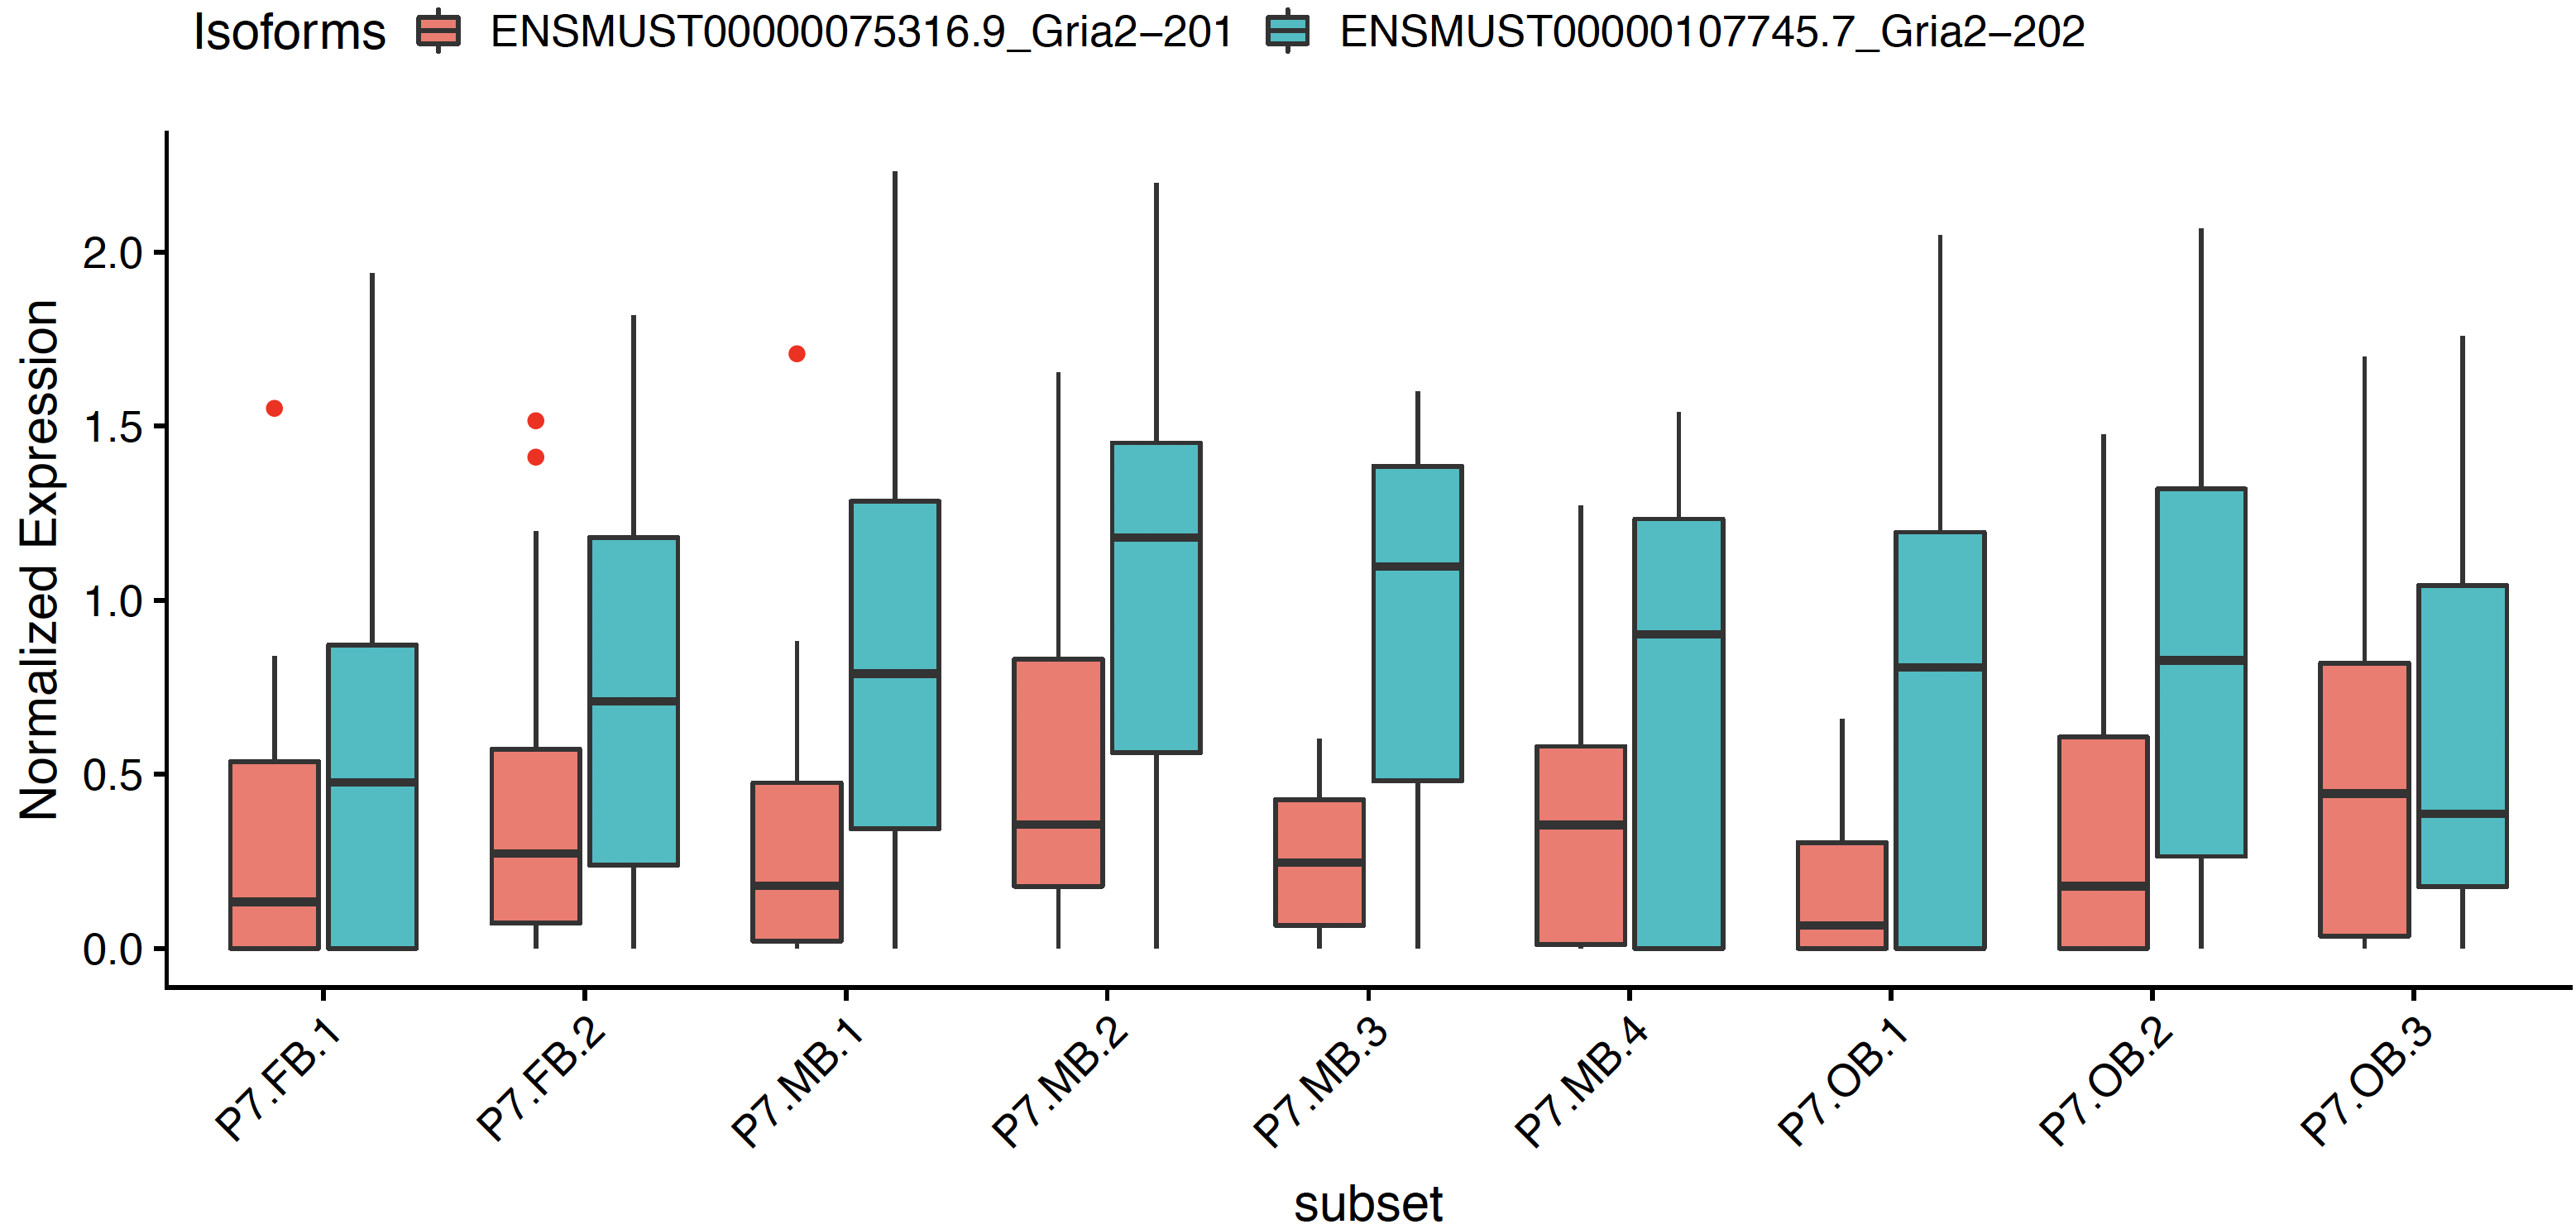 Isoforms ENSMUST00000075316.9_Gria2−201 ENSMUST00000107745.7_Gria2−202
Normalized Expression
2.0
1.5
1.0
0.5
0.0
P7.FB.1 P7.FB.2 P7.MB.1 P7.MB.2 P7.MB.3 P7.MB.4 P7.OB.1 P7.OB.2 P7.OB.3
subset